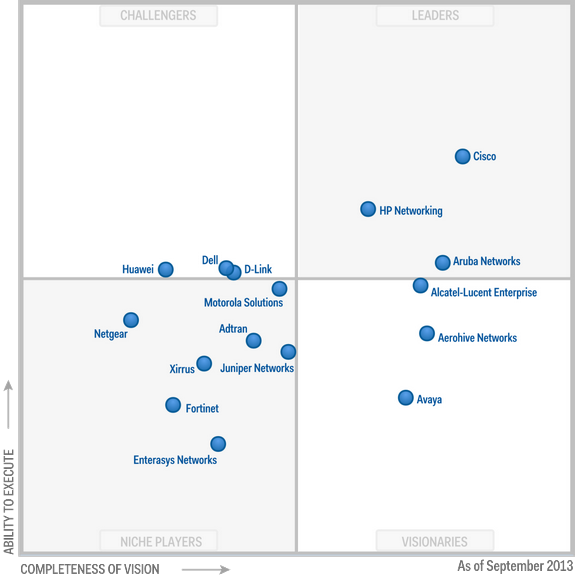 CHALLENGERS
LEADERS
Cisco
HP Networking
Dell
Aruba Networks
Huawei
D-Link
Alcatel-Lucent Enterprise
Motorola Solutions
Adtran
Netgear
Aerohive Networks
Xirrus
Juniper Networks
Avaya
Fortinet
Enterasys Networks
ABILITY TO EXECUTE
NICHE PLAYERS
VISIONARIES
COMPLETENESS OF VISION
As of September 2013